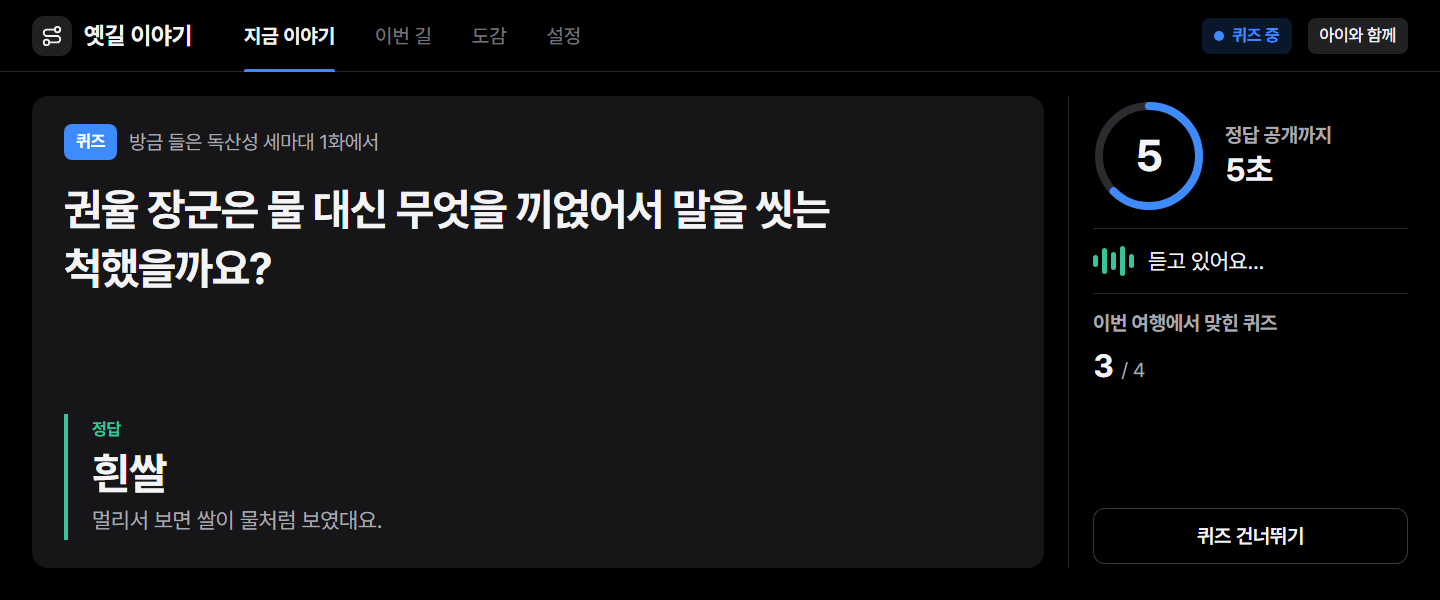 옛길 이야기
지금 이야기
이번 길
도감
설정
퀴즈 중
아이와 함께
퀴즈 방금 들은 독산성 세마대 1화에서
권율 장군은 물 대신 무엇을 끼얹어서 말을 씻는
척했을까요?
정답
흰쌀
멀리서 보면 쌀이 물처럼 보였대요.
5
정답 공개까지
5초
듣고 있어요...
이번 여행에서 맞힌 퀴즈
3 / 4
퀴즈 건너뛰기